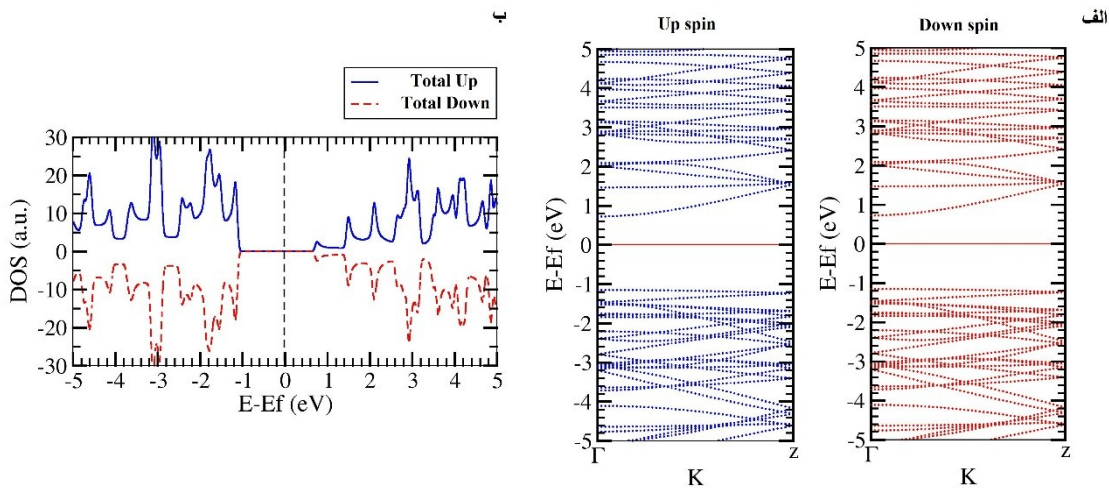 ب
الف
Total Up
Total Down
30
20
10
0
-10
-20
-30
DOS (a.u.)
-5 -4 -3 -2 -1 0 1 2 3 4 5
E-Ef (eV)
Up spin
5
4
3
2
1
0
-1
-2
-3
-4
-5
E-Ef (eV)
Γ z
K
Down spin
5
4
3
2
1
0
-1
-2
-3
-4
-5
E-Ef (eV)
Γ z
K